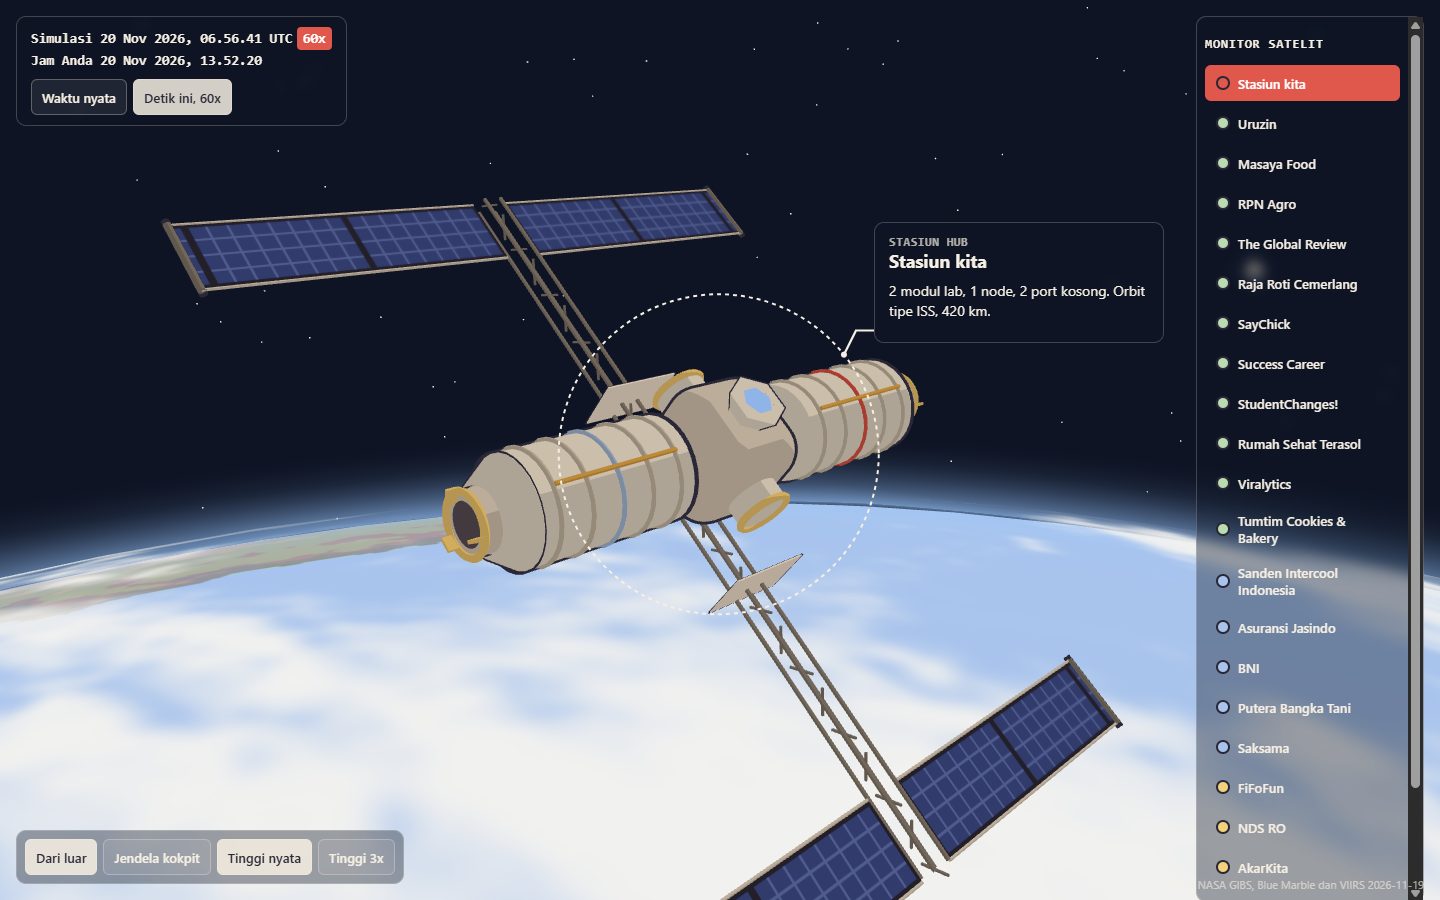 Simulasi 20 Nov 2026, 06.56.41 UTC 60x
Jam Anda 20 Nov 2026, 13.52.20
Waktu nyata
Detik ini, 60x
STASIUN HUB
Stasiun kita
2 modul lab, 1 node, 2 port kosong. Orbit
tipe ISS, 420 km.
MONITOR SATELIT
Stasiun kita
Uruzin
Masaya Food
RPN Agro
The Global Review
Raja Roti Cemerlang
SayChick
Success Career
StudentChanges!
Rumah Sehat Terasol
Viralytics
Tumtim Cookies &
Bakery
Sanden Intercool
Indonesia
Asuransi Jasindo
BNI
Putera Bangka Tani
Saksama
FiFoFun
NDS RO
AkarKita
Dari luar
Jendela kokpit
Tinggi nyata
Tinggi 3x
NASA GIBS, Blue Marble dan VIIRS 2026-11-19